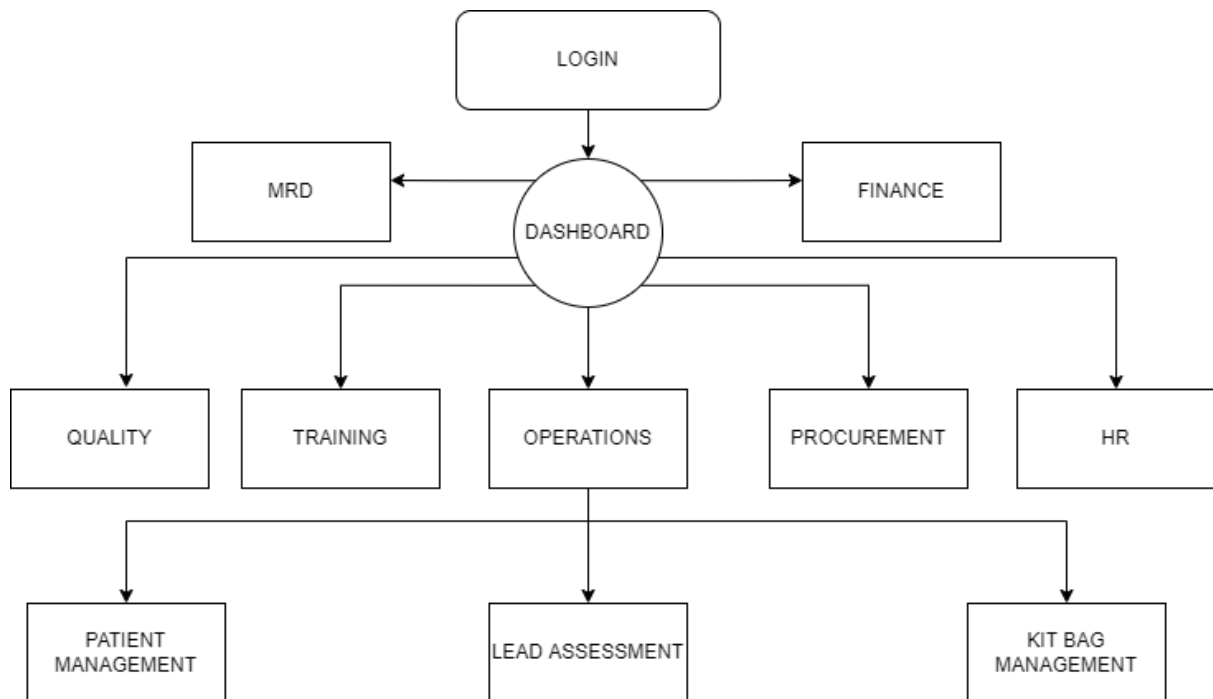 LOGIN
MRD
FINANCE
DASHBOARD
QUALITY
TRAINING
OPERATIONS
PROCUREMENT
HR
PATIENT
MANAGEMENT
LEAD ASSESSMENT
KIT BAG
MANAGEMENT